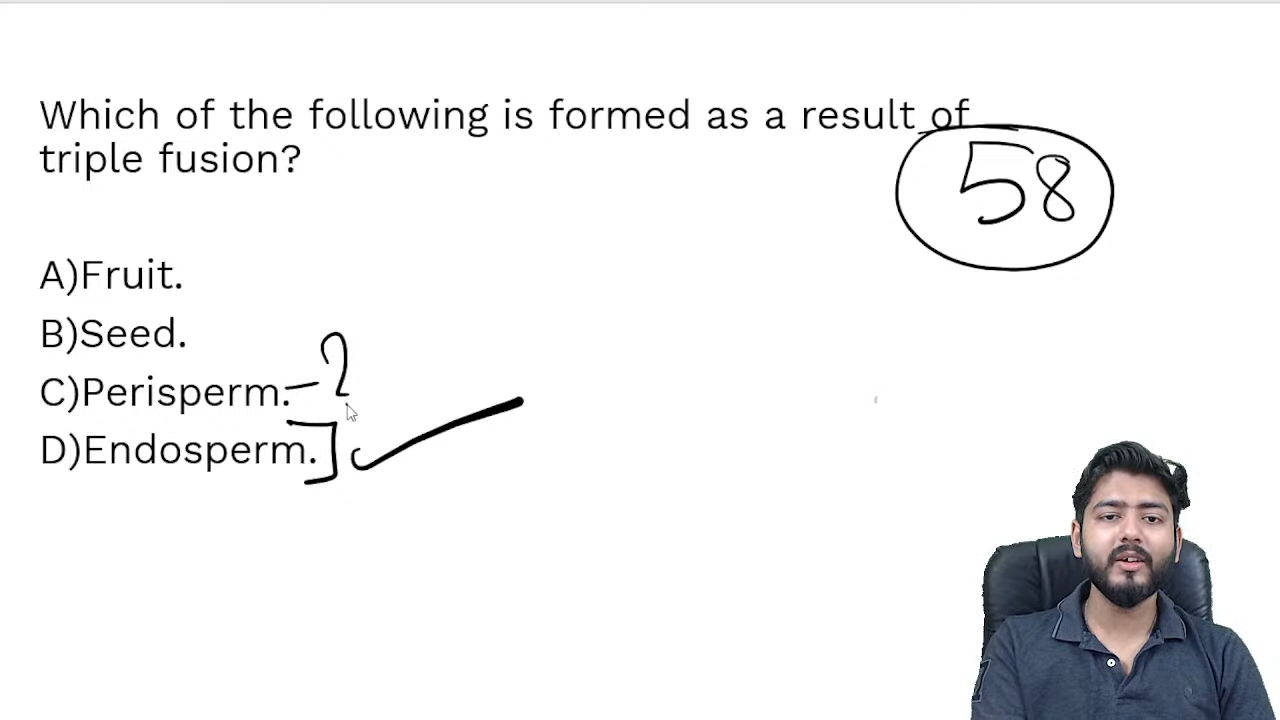 Which of the following is formed as a result of
triple fusion?
58
A)Fruit.
B)Seed.
C)Perisperm. - ?
D)Endosperm.